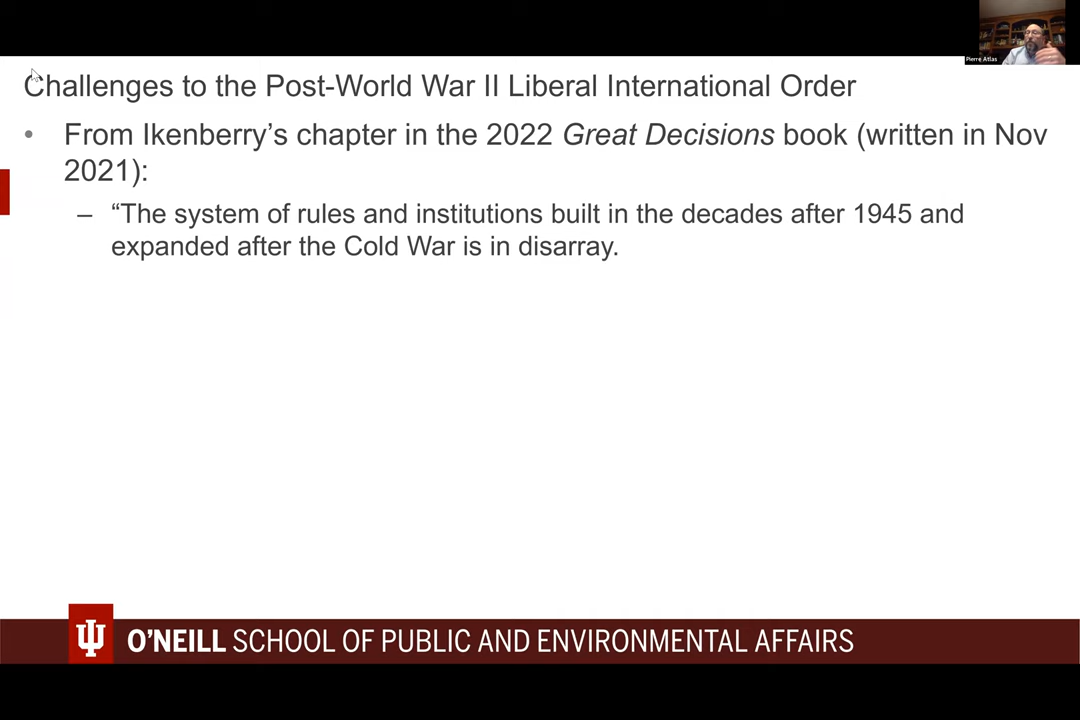 Pierre Atlas
Challenges to the Post-World War II Liberal International Order
• From Ikenberry’s chapter in the 2022 Great Decisions book (written in Nov
2021):
– “The system of rules and institutions built in the decades after 1945 and
expanded after the Cold War is in disarray.
O’NEILL SCHOOL OF PUBLIC AND ENVIRONMENTAL AFFAIRS